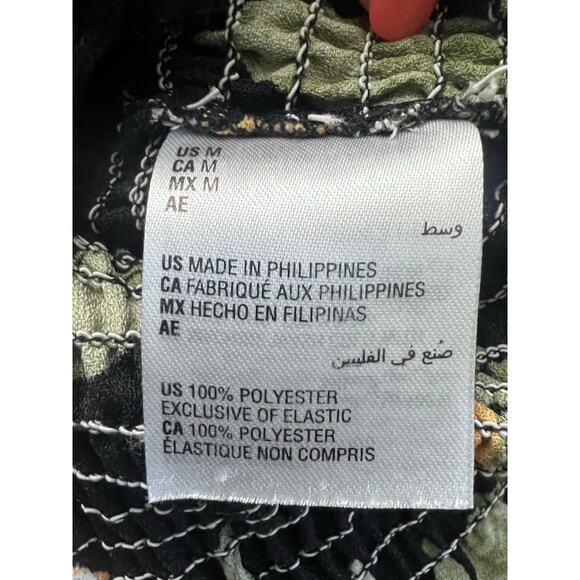 US M
CA M
MX M
AE
وسط
US MADE IN PHILIPPINES
CA FABRIQUÉ AUX PHILIPPINES
MX HECHO EN FILIPINAS
AE
صُنع في الفلبين
US 100% POLYESTER
EXCLUSIVE OF ELASTIC
CA 100% POLYESTER
ÉLASTIQUE NON COMPRIS